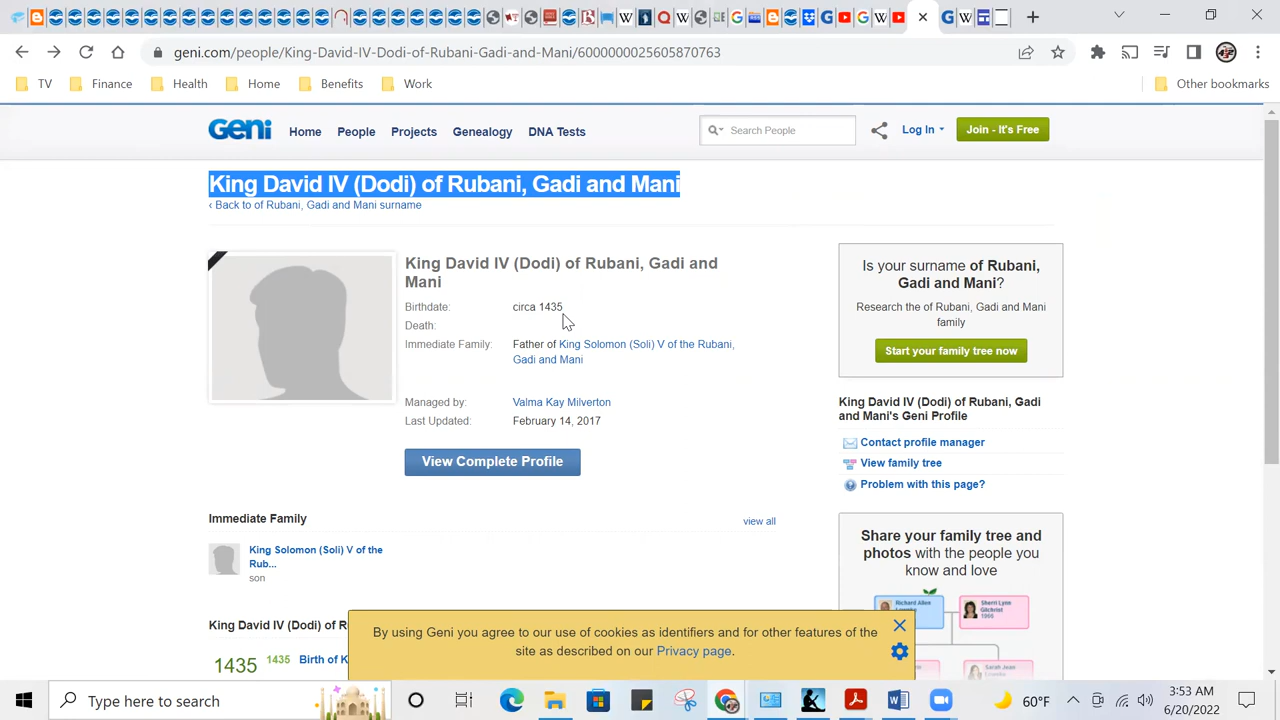 geni.com/people/King-David-IV-Dodi-of-Rubani-Gadi-and-Mani/6000000025605870763
TV Finance Health Home Benefits Work Other bookmarks
Geni Home People Projects Genealogy DNA Tests Search People Log In Join - It's Free
King David IV (Dodi) of Rubani, Gadi and Mani
‹ Back to of Rubani, Gadi and Mani surname
King David IV (Dodi) of Rubani, Gadi and
Mani
Birthdate: circa 1435
Death:
Immediate Family: Father of King Solomon (Soli) V of the Rubani,
Gadi and Mani
Managed by: Valma Kay Milverton
Last Updated: February 14, 2017
View Complete Profile
Is your surname of Rubani,
Gadi and Mani?
Research the of Rubani, Gadi and Mani
family
Start your family tree now
King David IV (Dodi) of Rubani, Gadi
and Mani's Geni Profile
Contact profile manager
View family tree
Problem with this page?
Immediate Family view all
King Solomon (Soli) V of the
Rub...
son
Share your family tree and
photos with the people you
know and love
Richard Allen
Sherri Lynn
Gilchrist
Sarah Jean
King David IV (Dodi) of R
1435 1435 Birth of K
By using Geni you agree to our use of cookies as identifiers and for other features of the
site as described on our Privacy page.
Type here to search
60°F
3:53 AM
6/20/2022